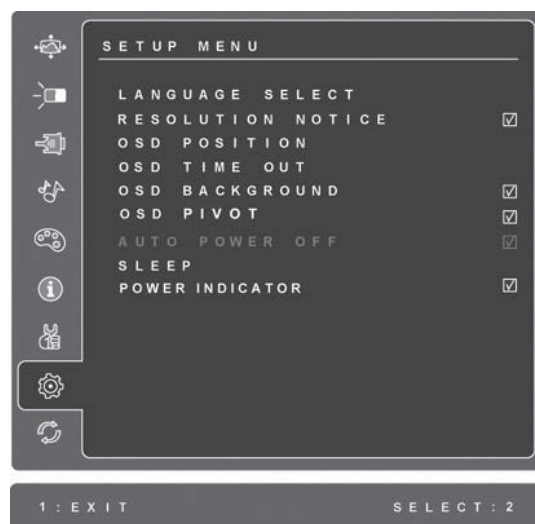 SETUP MENU
LANGUAGE SELECT
RESOLUTION NOTICE
OSD POSITION
OSD TIME OUT
OSD BACKGROUND
OSD PIVOT
AUTO POWER OFF
SLEEP
POWER INDICATOR
1:EXIT SELECT:2